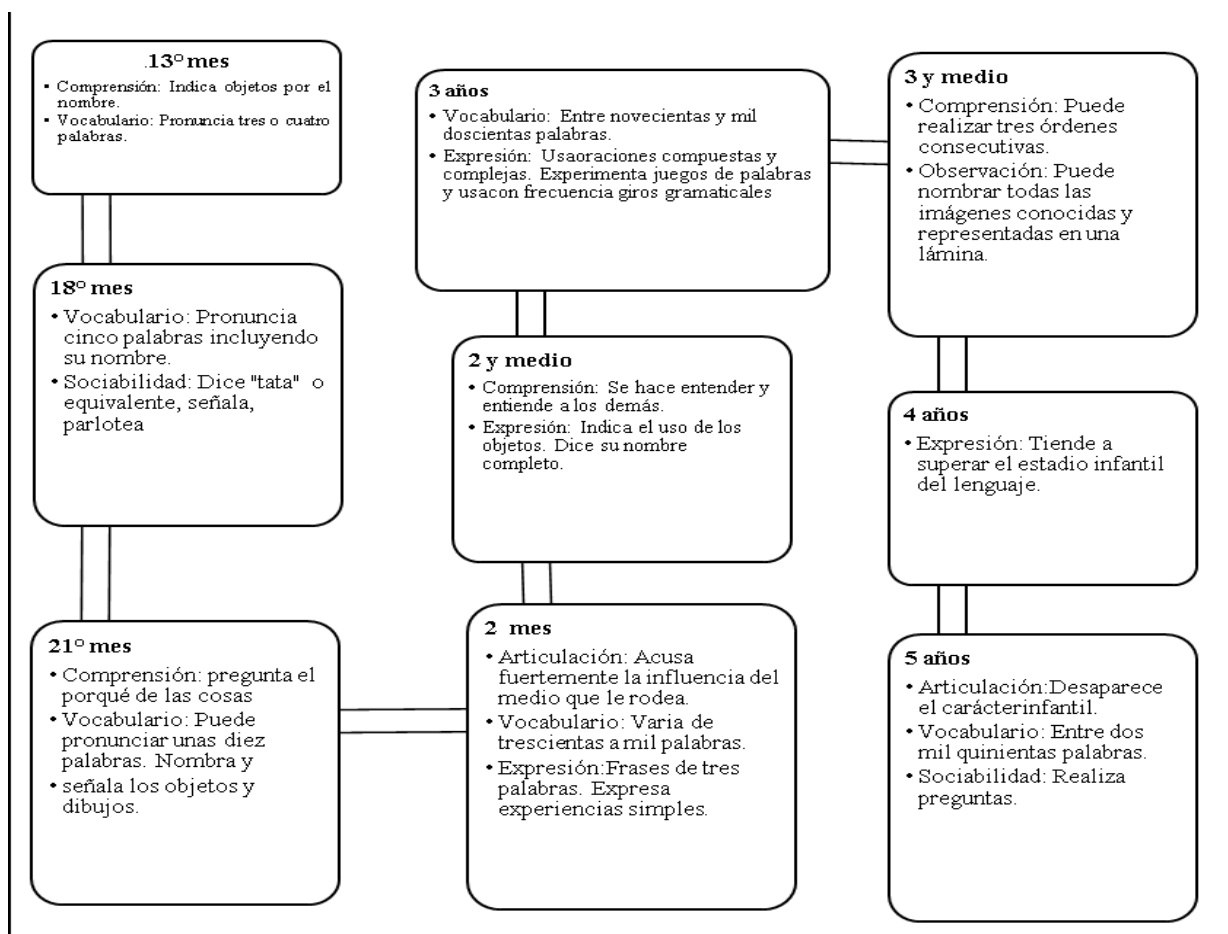 .13° mes
• Comprensión: Indica objetos por el
nombre.
• Vocabulario: Pronuncia tres o cuatro
palabras.
18° mes
• Vocabulario: Pronuncia
cinco palabras incluyendo
su nombre.
• Sociabilidad: Dice "tata" o
equivalente, señala,
parlotea
21° mes
• Comprensión: pregunta el
porqué de las cosas
• Vocabulario: Puede
pronunciar unas diez
palabras. Nombra y
• señala los objetos y
dibujos.
2 mes
• Articulación: Acusa
fuertemente la influencia del
medio que le rodea.
• Vocabulario: Varia de
trescientas a mil palabras.
• Expresión:Frases de tres
palabras. Expresa
experiencias simples.
2 y medio
• Comprensión: Se hace entender y
entiende a los demás.
• Expresión: Indica el uso de los
objetos. Dice su nombre
completo.
3 años
• Vocabulario: Entre novecientas y mil
doscientas palabras.
• Expresión: Usaoraciones compuestas y
complejas. Experimenta juegos de palabras
y usacon frecuencia giros gramaticales
3 y medio
• Comprensión: Puede
realizar tres órdenes
consecutivas.
• Observación: Puede
nombrar todas las
imágenes conocidas y
representadas en una
lámina.
4 años
• Expresión: Tiende a
superar el estadio infantil
del lenguaje.
5 años
• Articulación:Desaparece
el carácterinfantil.
• Vocabulario: Entre dos
mil quinientas palabras.
• Sociabilidad: Realiza
preguntas.